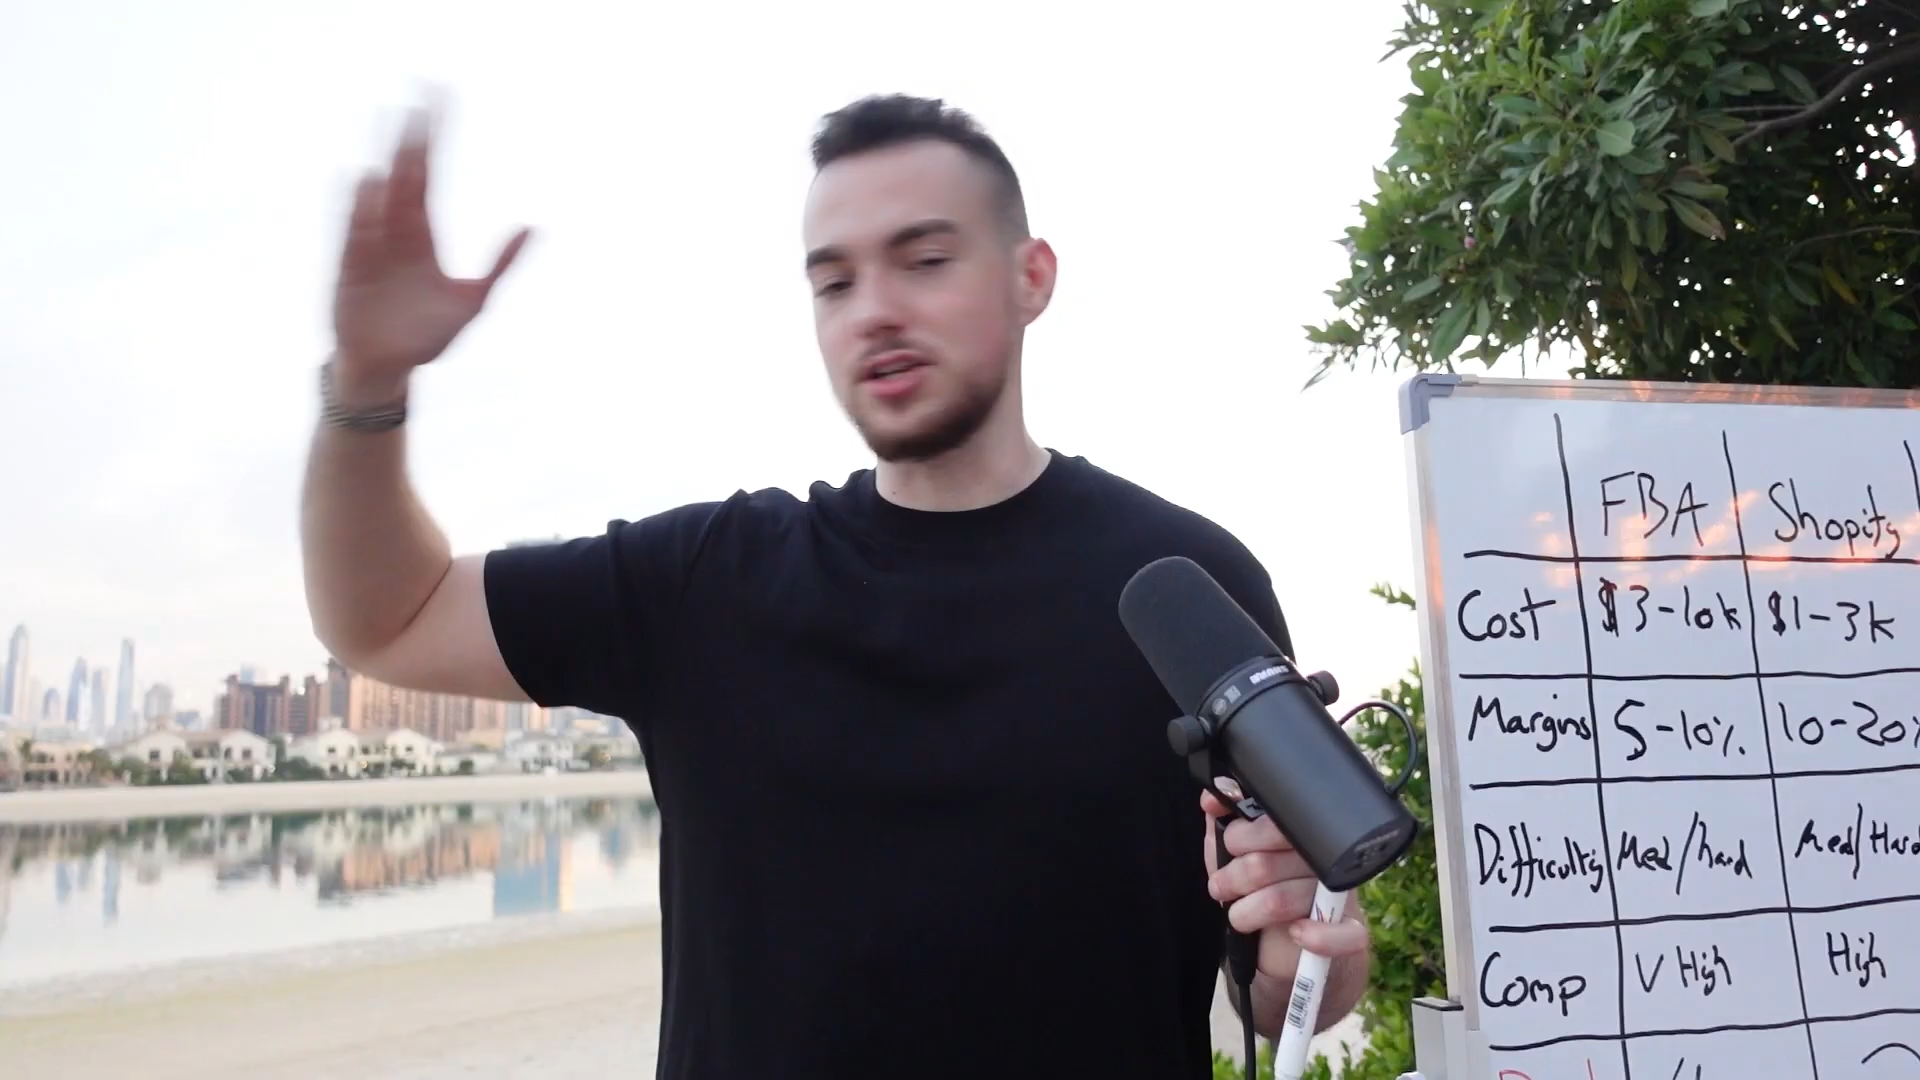 FBA Shopify
Cost $3-10k $1-3k
Margins 5-10% 10-20%
Difficulty Med/hard Med/Hard
Comp V High High
SHURE